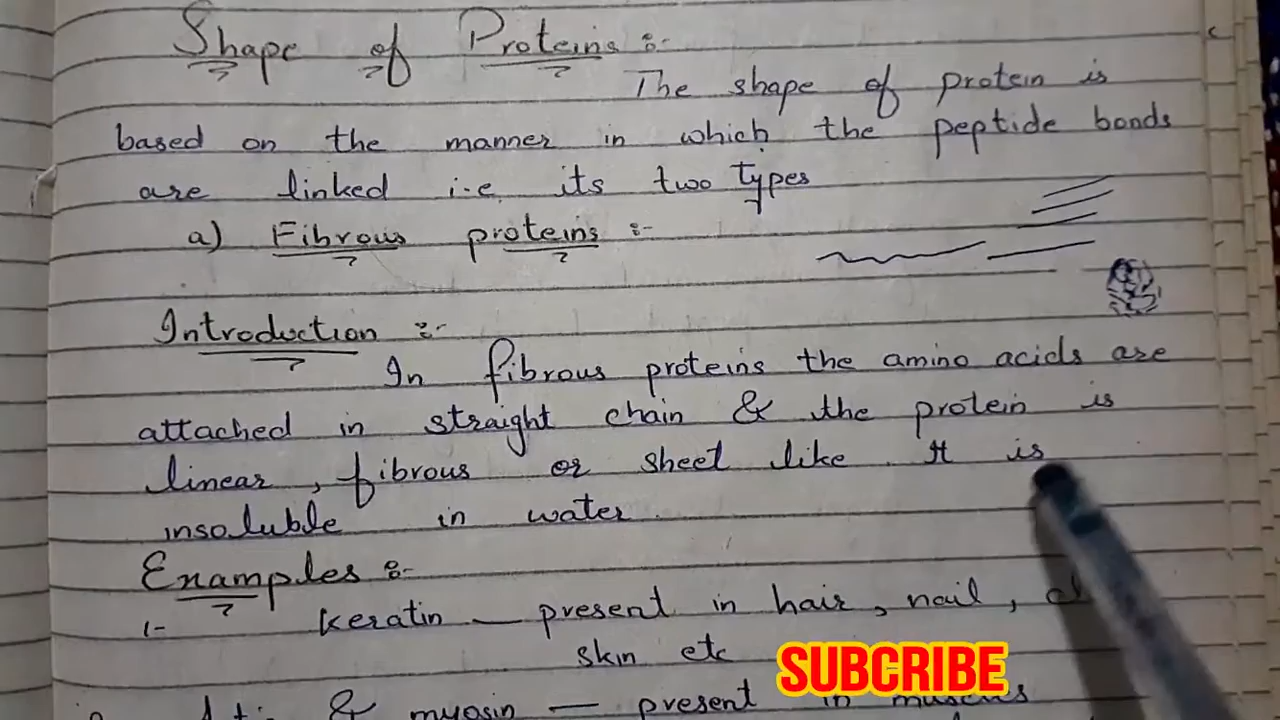 Shape of Proteins :-
The shape of protein is
based on the manner in which the peptide bonds
are linked i.e its two types
a) Fibrous proteins :-
Introduction :-
In fibrous proteins the amino acids are
attached in straight chain & the protein is
linear, fibrous or sheet like. It is
insoluble in water.
Examples :-
1- Keratin — present in hair, nail,
skin etc
SUBCRIBE
& myosin — present in